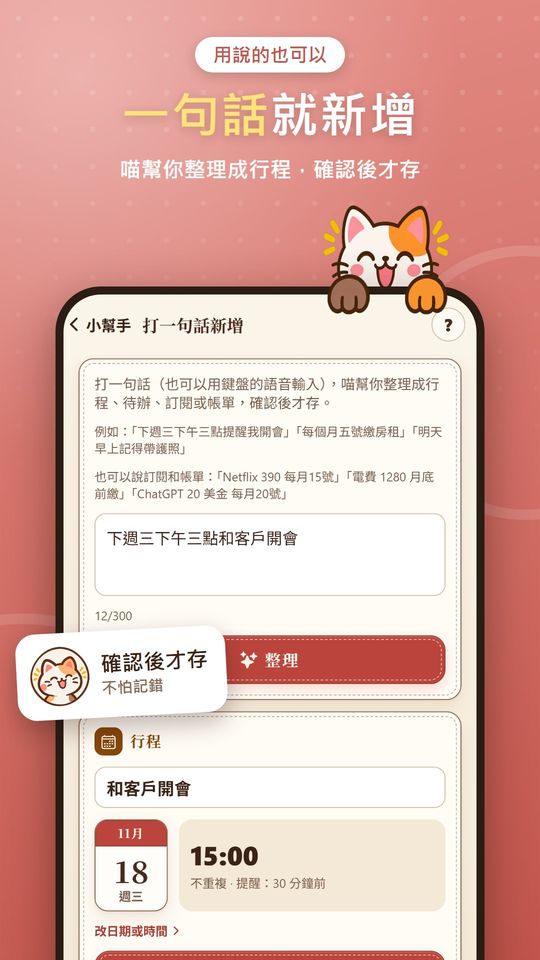 用說的也可以
一句話就新增
喵幫你整理成行程，確認後才存
小幫手 打一句話新增 ?
打一句話（也可以用鍵盤的語音輸入），喵幫你整理成行
程、待辦、訂閱或帳單，確認後才存。
例如：「下週三下午三點提醒我開會」「每個月五號繳房租」「明天
早上記得帶護照」
也可以說訂閱和帳單：「Netflix 390 每月15號」「電費 1280 月底
前繳」「ChatGPT 20 美金 每月20號」
下週三下午三點和客戶開會
12/300
整理
確認後才存
不怕記錯
行程
和客戶開會
11月
18
週三
15:00
不重複 · 提醒：30 分鐘前
改日期或時間